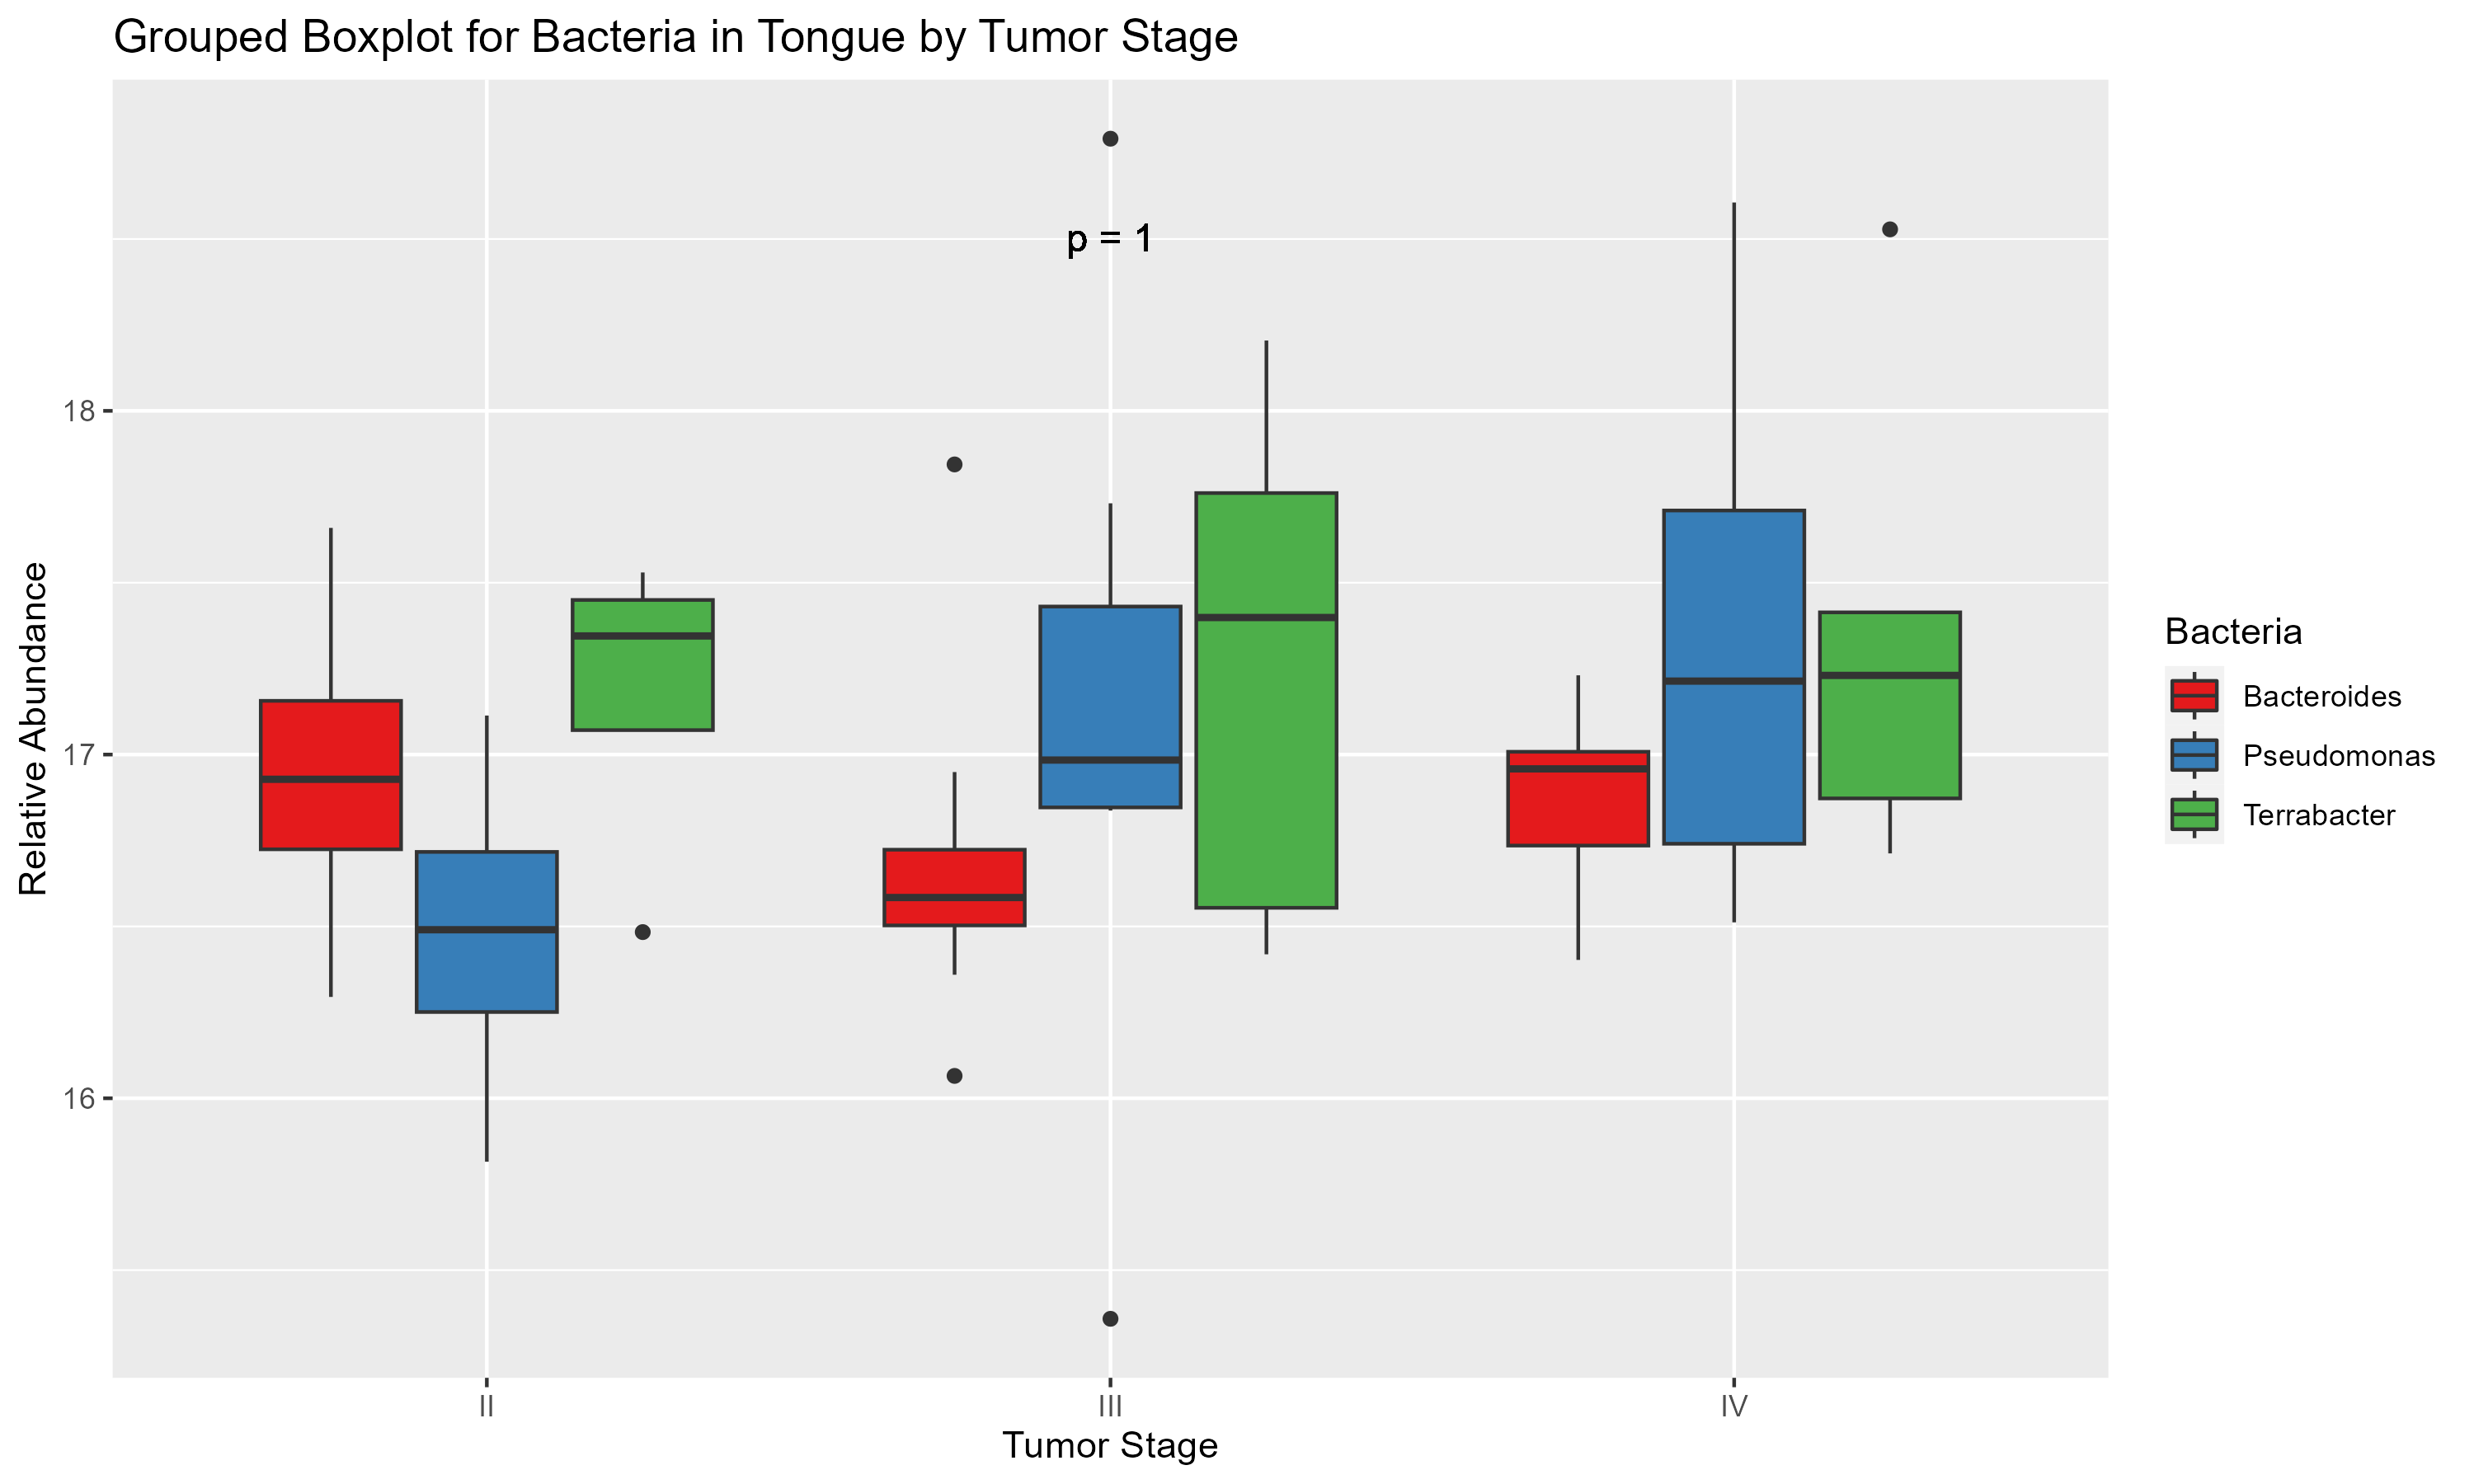 Grouped Boxplot for Bacteria in Tongue by Tumor Stage
p = 1
18
17
16
Relative Abundance
II
III
IV
Tumor Stage
Bacteria
Bacteroides
Pseudomonas
Terrabacter